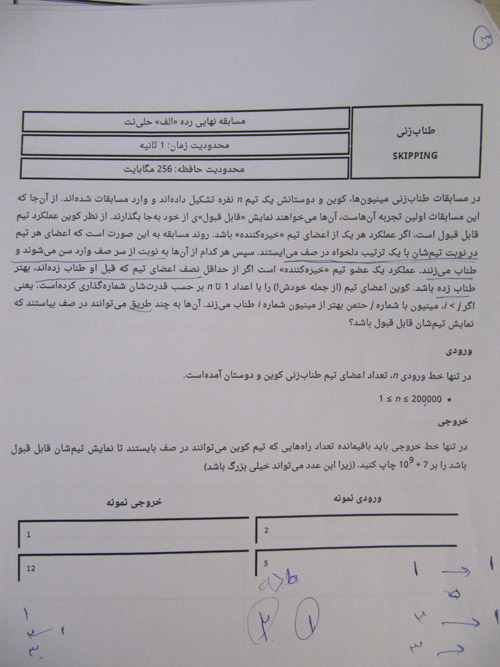 ۳
مسابقه نهایی رده «الف» حلی‌نت
طناب‌زنی
محدودیت زمان: 1 ثانیه
SKIPPING
محدودیت حافظه: 256 مگابایت
در مسابقات طناب‌زنی مینیون‌ها، کوین و دوستانش یک تیم n نفره تشکیل داده‌اند و وارد مسابقات شده‌اند. از آن‌جا که
این مسابقات اولین تجربه آن‌هاست، آن‌ها می‌خواهند نمایش «قابل قبول»ی از خود به‌جا بگذارند. از نظر کوین عملکرد تیم
قابل قبول است، اگر عملکرد هر یک از اعضای تیم «خیره‌کننده» باشد. روند مسابقه به این صورت است که اعضای هر تیم
در نوبت تیم‌شان با یک ترتیب دلخواه در صف می‌ایستند. سپس هر کدام از آن‌ها به نوبت از سر صف وارد سن می‌شوند و
طناب می‌زنند. عملکرد یک عضو تیم «خیره‌کننده» است اگر از حداقل نصف اعضای تیم که قبل او طناب زده‌اند، بهتر
طناب زده باشد. کوین اعضای تیم (از جمله خودش!) را با اعداد 1 تا n بر حسب قدرت‌شان شماره‌گذاری کرده‌است. یعنی
اگر i < j، مینیون با شماره j حتمن بهتر از مینیون شماره i طناب می‌زند. آن‌ها به چند طریق می‌توانند در صف بیاستند که
نمایش تیم‌شان قابل قبول باشد؟
ورودی
در تنها خط ورودی n، تعداد اعضای تیم طناب‌زنی کوین و دوستان آمده‌است.
• 1 ≤ n ≤ 200000
خروجی
در تنها خط خروجی باید باقیمانده تعداد راه‌هایی که تیم کوین می‌توانند در صف بایستند تا نمایش تیم‌شان قابل قبول
باشد را بر 10⁹ + 7 چاپ کنید. (زیرا این عدد می‌تواند خیلی بزرگ باشد)
ورودی نمونه
خروجی نمونه
2
1
5
12
a>b
۲ ۱